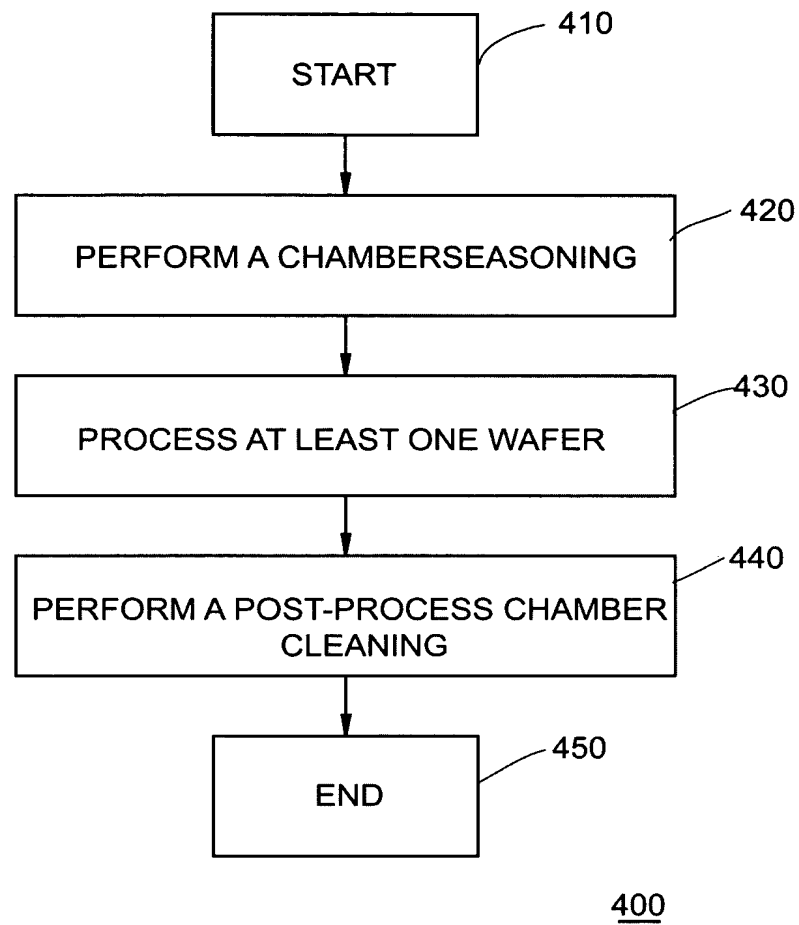 410
START
420
PERFORM A CHAMBERSEASONING
430
PROCESS AT LEAST ONE WAFER
440
PERFORM A POST-PROCESS CHAMBER
CLEANING
450
END
400